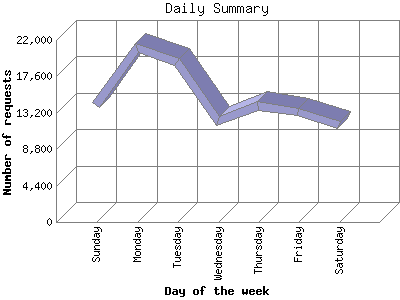 Daily Summary
22,000
17,600
13,200
8,800
4,400
0
Number of requests
Sunday
Monday
Tuesday
Wednesday
Thursday
Friday
Saturday
Day of the week